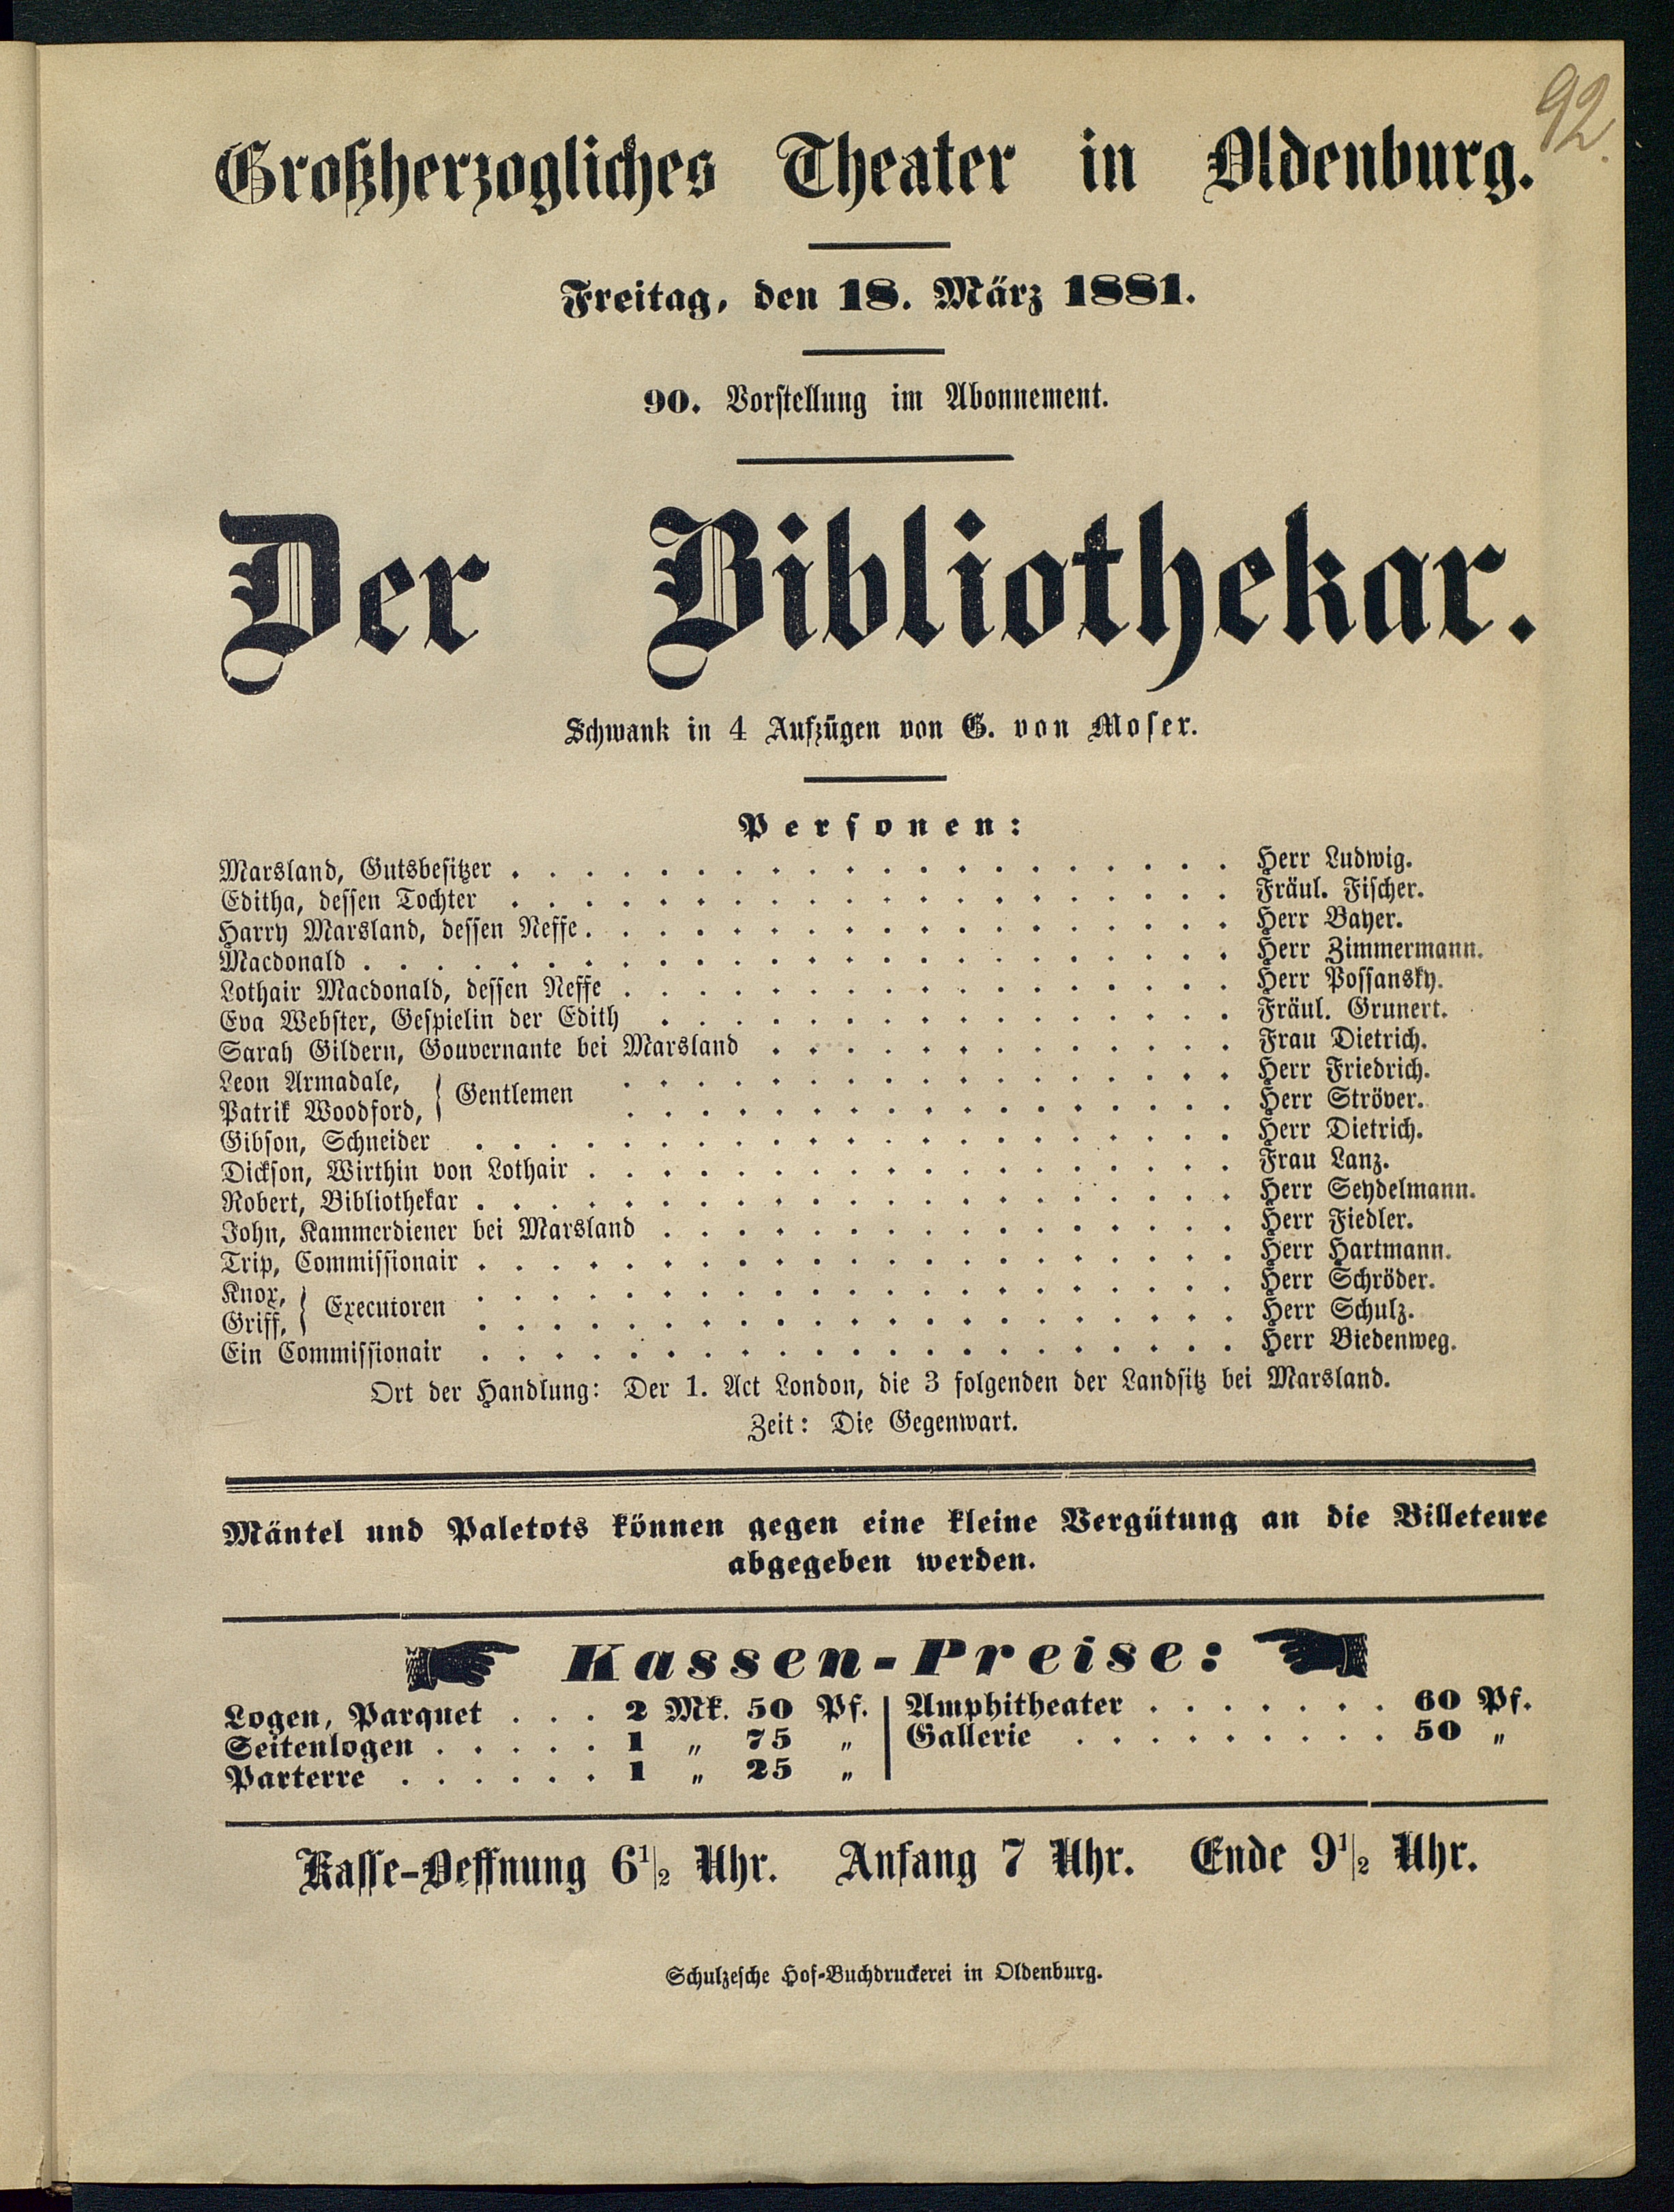 92.
Großherzogliches Theater in Oldenburg.
Freitag, den 18. März 1881.
90. Vorstellung im Abonnement.
Der Bibliothekar.
Schwank in 4 Aufzügen von G. von Moser.
Personen:
Marsland, Gutsbesitzer . . . . . . . . . . . . . . . . . . . . Herr Ludwig.
Editha, dessen Tochter . . . . . . . . . . . . . . . . . . . . Fräul. Fischer.
Harry Marsland, dessen Neffe . . . . . . . . . . . . . . . . . . Herr Bayer.
Macdonald . . . . . . . . . . . . . . . . . . . . . . . . Herr Zimmermann.
Lothair Macdonald, dessen Neffe . . . . . . . . . . . . . . . . . Herr Possansky.
Eva Webster, Gespielin der Edith . . . . . . . . . . . . . . . . Fräul. Grunert.
Sarah Gildern, Gouvernante bei Marsland . . . . . . . . . . . . . Frau Dietrich.
Leon Armadale, } Gentlemen . . . . . . . . . . . . . . . . . Herr Friedrich.
Patrik Woodford, } . . . . . . . . . . . . . . . . . Herr Ströver.
Gibson, Schneider . . . . . . . . . . . . . . . . . . . . . Herr Dietrich.
Dickson, Wirthin von Lothair . . . . . . . . . . . . . . . . . . Frau Lanz.
Robert, Bibliothekar . . . . . . . . . . . . . . . . . . . . . Herr Seydelmann.
John, Kammerdiener bei Marsland . . . . . . . . . . . . . . . . Herr Fiedler.
Trip, Commissionair . . . . . . . . . . . . . . . . . . . . . Herr Hartmann.
Knox, } Executoren . . . . . . . . . . . . . . . . . . . . . Herr Schröder.
Griff, } . . . . . . . . . . . . . . . . . . . . . Herr Schulz.
Ein Commissionair . . . . . . . . . . . . . . . . . . . . . Herr Biedenweg.
Ort der Handlung: Der 1. Act London, die 3 folgenden der Landsitz bei Marsland.
Zeit: Die Gegenwart.
Mäntel und Paletots können gegen eine kleine Vergütung an die Billeteure
abgegeben werden.
Kassen-Preise:
Logen, Parquet . . . 2 Mk. 50 Pf.
Seitenlogen . . . . . 1 „ 75 „
Parterre . . . . . . 1 „ 25 „
Amphitheater . . . . . . . 60 Pf.
Gallerie . . . . . . . . . 50 „
Kasse-Oeffnung 6½ Uhr. Anfang 7 Uhr. Ende 9½ Uhr.
Schulzesche Hof-Buchdruckerei in Oldenburg.